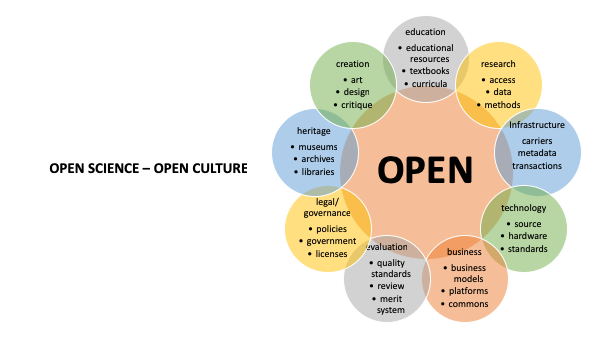 OPEN SCIENCE – OPEN CULTURE
OPEN
education
• educational
resources
• textbooks
• curricula
research
• access
• data
• methods
Infrastructure
carriers
metadata
transactions
technology
• source
• hardware
• standards
business
• business
models
• platforms
• commons
evaluation
• quality
standards
• review
• merit
system
legal/
governance
• policies
• government
• licenses
heritage
• museums
• archives
• libraries
creation
• art
• design
• critique